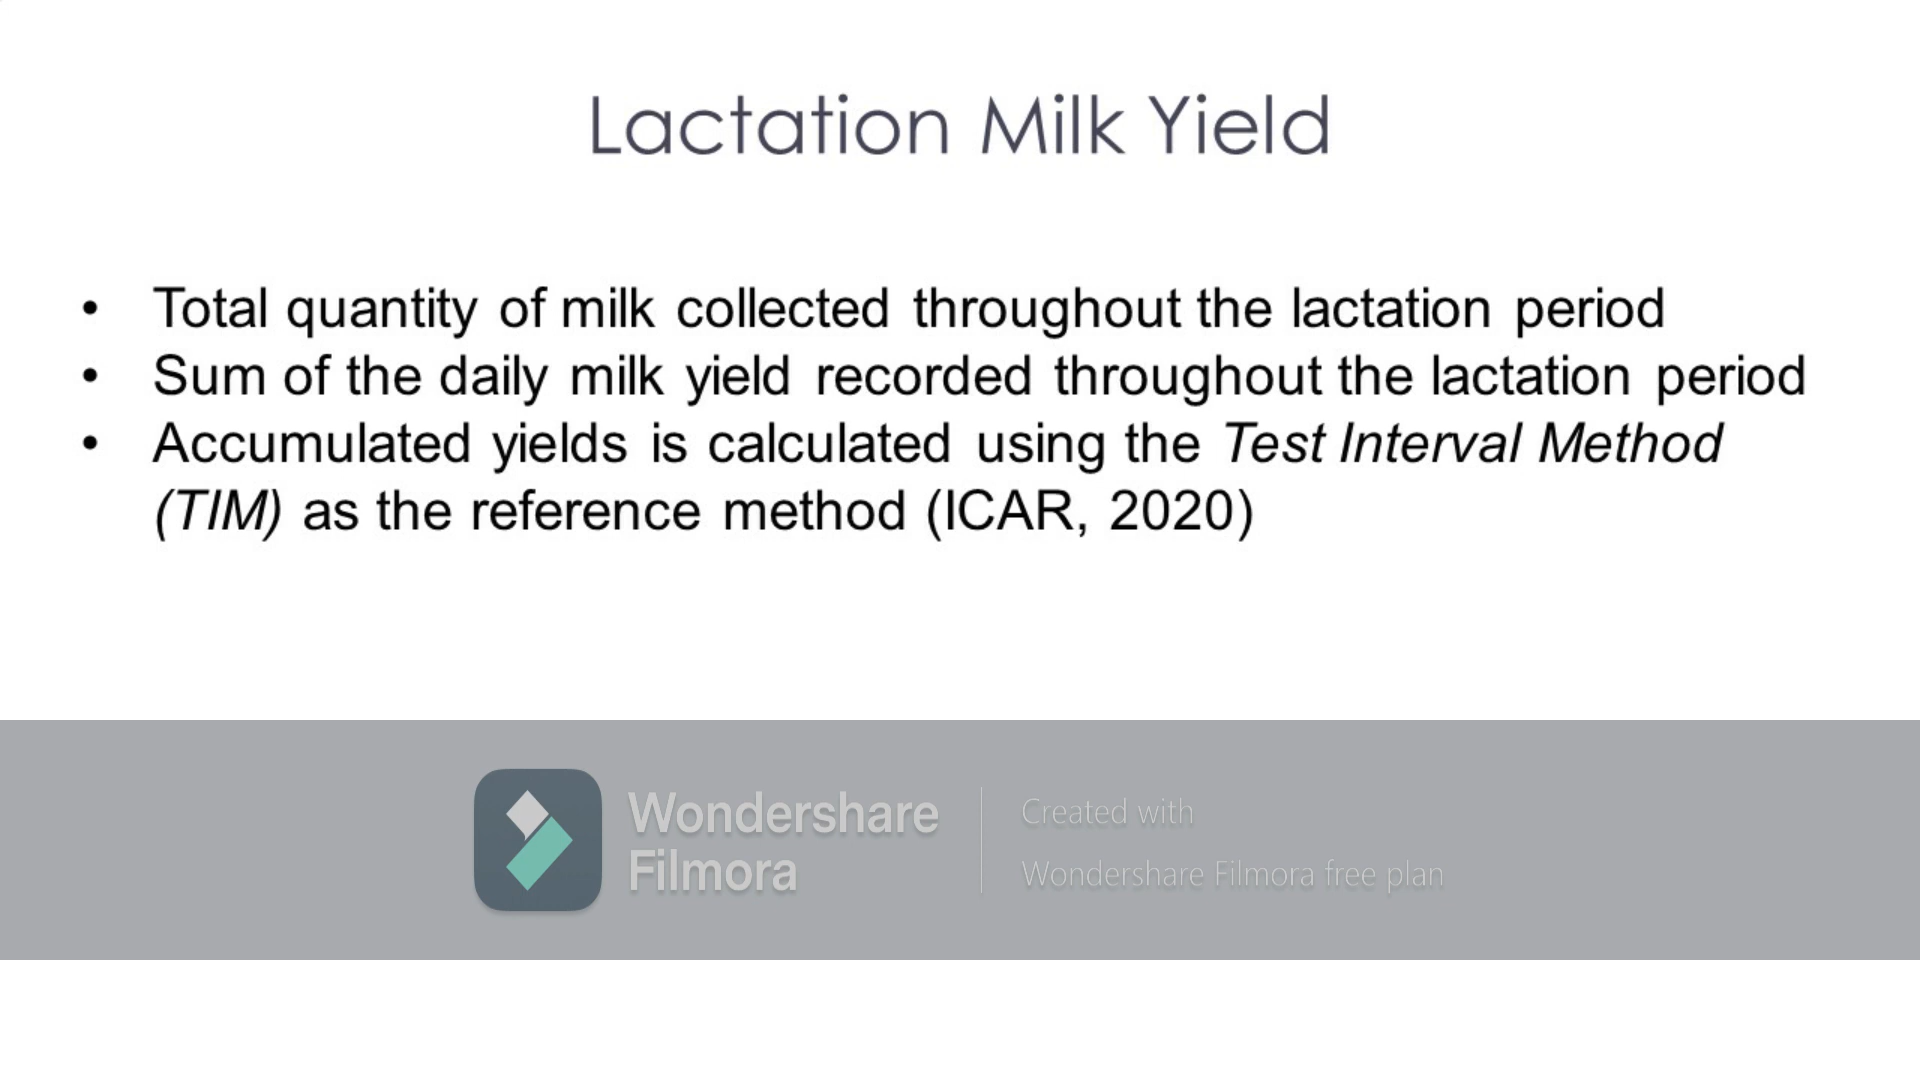 Lactation Milk Yield
• Total quantity of milk collected throughout the lactation period
• Sum of the daily milk yield recorded throughout the lactation period
• Accumulated yields is calculated using the Test Interval Method
(TIM) as the reference method (ICAR, 2020)
Wondershare
Filmora
Created with
Wondershare Filmora free plan